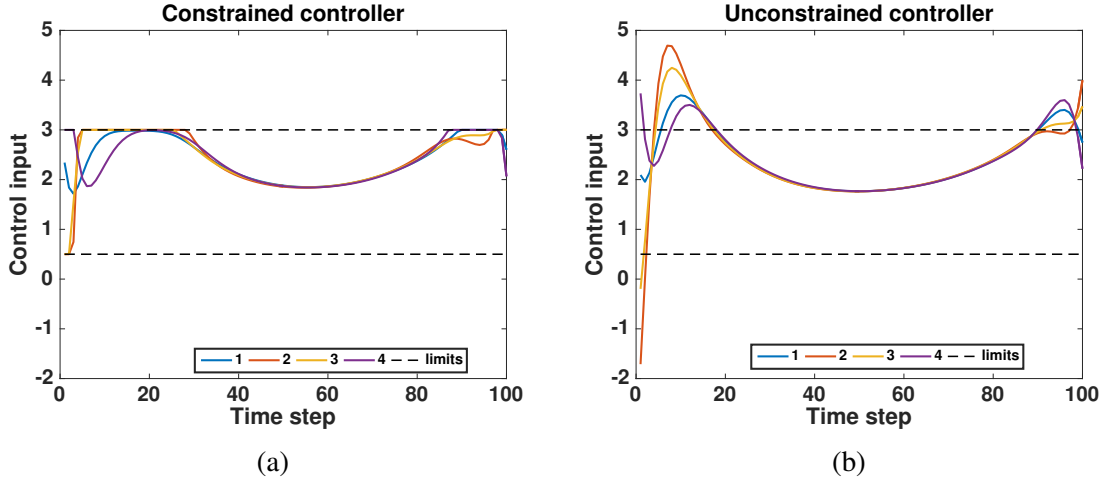 Constrained controller
5
4
3
2
1
0
-1
-2
Control input
1 2 3 4 limits
0 20 40 60 80 100
Time step
(a)
Unconstrained controller
5
4
3
2
1
0
-1
-2
Control input
1 2 3 4 limits
0 20 40 60 80 100
Time step
(b)